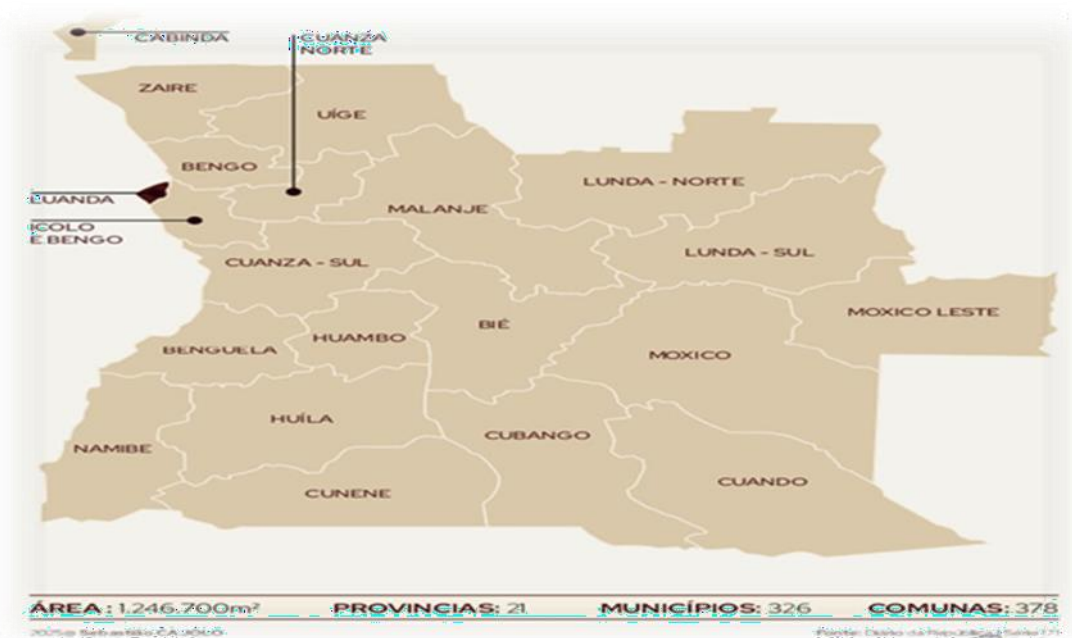 CABINDA
CUANZA
NORTE
ZAIRE
UÍGE
BENGO
LUNDA - NORTE
LUANDA
MALANJE
ICOLO
E BENGO
LUNDA - SUL
CUANZA - SUL
MOXICO LESTE
BIÉ
HUAMBO
BENGUELA
MOXICO
HUÍLA
CUBANGO
NAMIBE
CUANDO
CUNENE
ÁREA : 1.246.700m² PROVINCIAS: 21 MUNICÍPIOS: 326 COMUNAS: 378